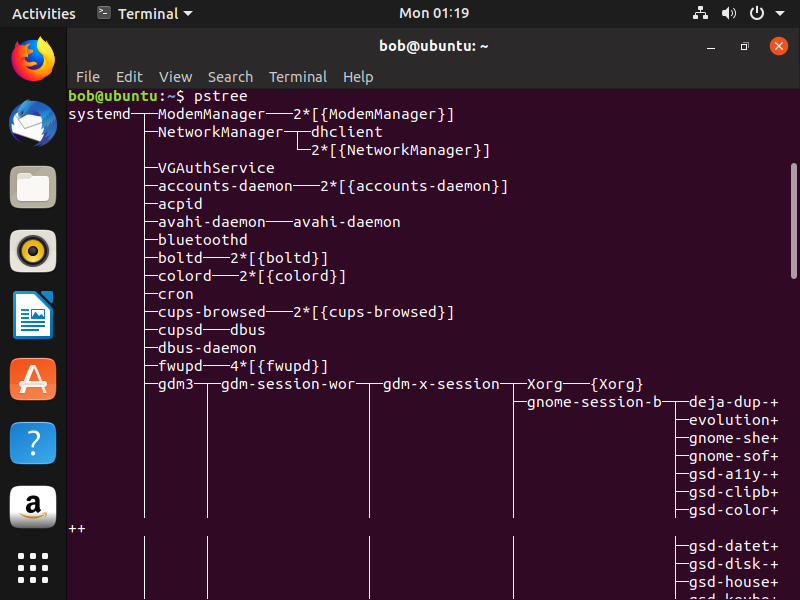 Activities Terminal Mon 01:19
bob@ubuntu: ~
File Edit View Search Terminal Help
bob@ubuntu:~$ pstree
systemd─┬─ModemManager───2*[{ModemManager}]
├─NetworkManager─┬─dhclient
└─2*[{NetworkManager}]
├─VGAuthService
├─accounts-daemon───2*[{accounts-daemon}]
├─acpid
├─avahi-daemon───avahi-daemon
├─bluetoothd
├─boltd───2*[{boltd}]
├─colord───2*[{colord}]
├─cron
├─cups-browsed───2*[{cups-browsed}]
├─cupsd───dbus
├─dbus-daemon
├─fwupd───4*[{fwupd}]
├─gdm3─┬─gdm-session-wor─┬─gdm-x-session─┬─Xorg───{Xorg}
├─gnome-session-b─┬─deja-dup-+
├─evolution+
├─gnome-she+
├─gnome-sof+
├─gsd-a11y-+
├─gsd-clipb+
├─gsd-color+
++
├─gsd-datet+
├─gsd-disk-+
├─gsd-house+
├─gsd-keybo+
?
a